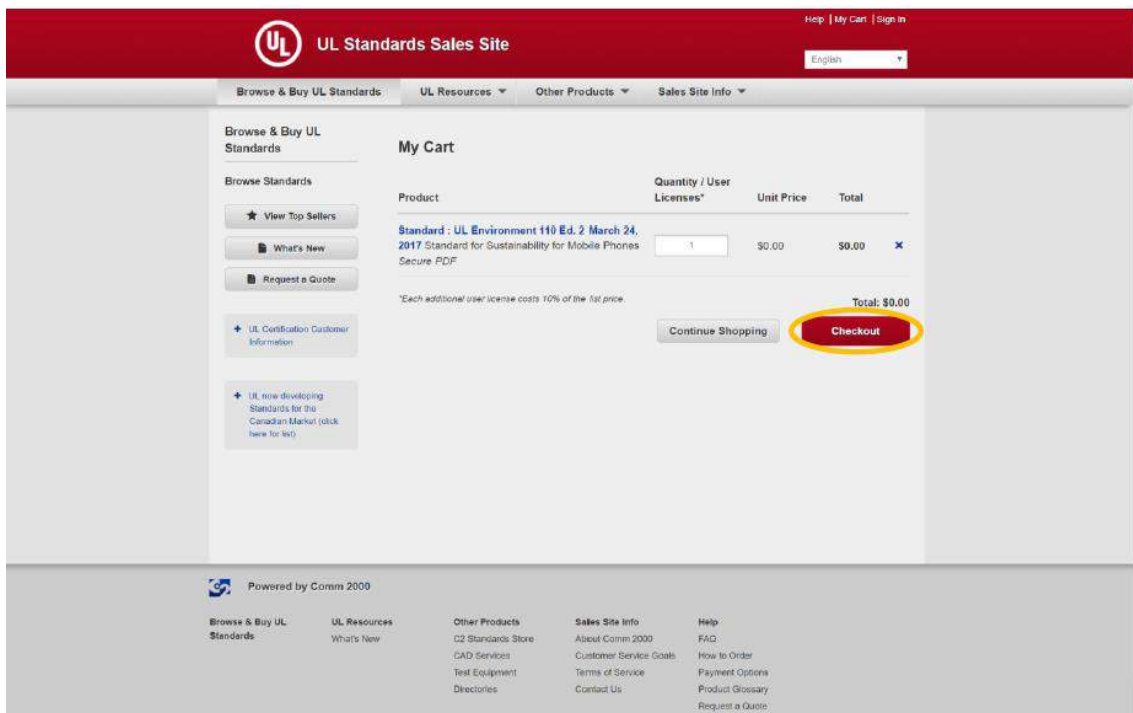 Help | My Cart | Sign In
UL
UL Standards Sales Site
English
Browse & Buy UL Standards
UL Resources
Other Products
Sales Site Info
Browse & Buy UL
Standards
Browse Standards
View Top Sellers
What's New
Request a Quote
+ UL Certification Customer
Information
+ UL now developing
Standards for the
Canadian Market (click
here for list)
My Cart
Product
Quantity / User
Licenses*
Unit Price
Total
Standard : UL Environment 110 Ed. 2 March 24,
2017 Standard for Sustainability for Mobile Phones
Secure PDF
1
$0.00
$0.00
*Each additional user license costs 10% of the list price.
Total: $0.00
Continue Shopping
Checkout
Powered by Comm 2000
Browse & Buy UL
Standards
UL Resources
What's New
Other Products
C2 Standards Store
CAD Services
Test Equipment
Directories
Sales Site Info
About Comm 2000
Customer Service Goals
Terms of Service
Contact Us
Help
FAQ
How to Order
Payment Options
Product Glossary
Request a Quote